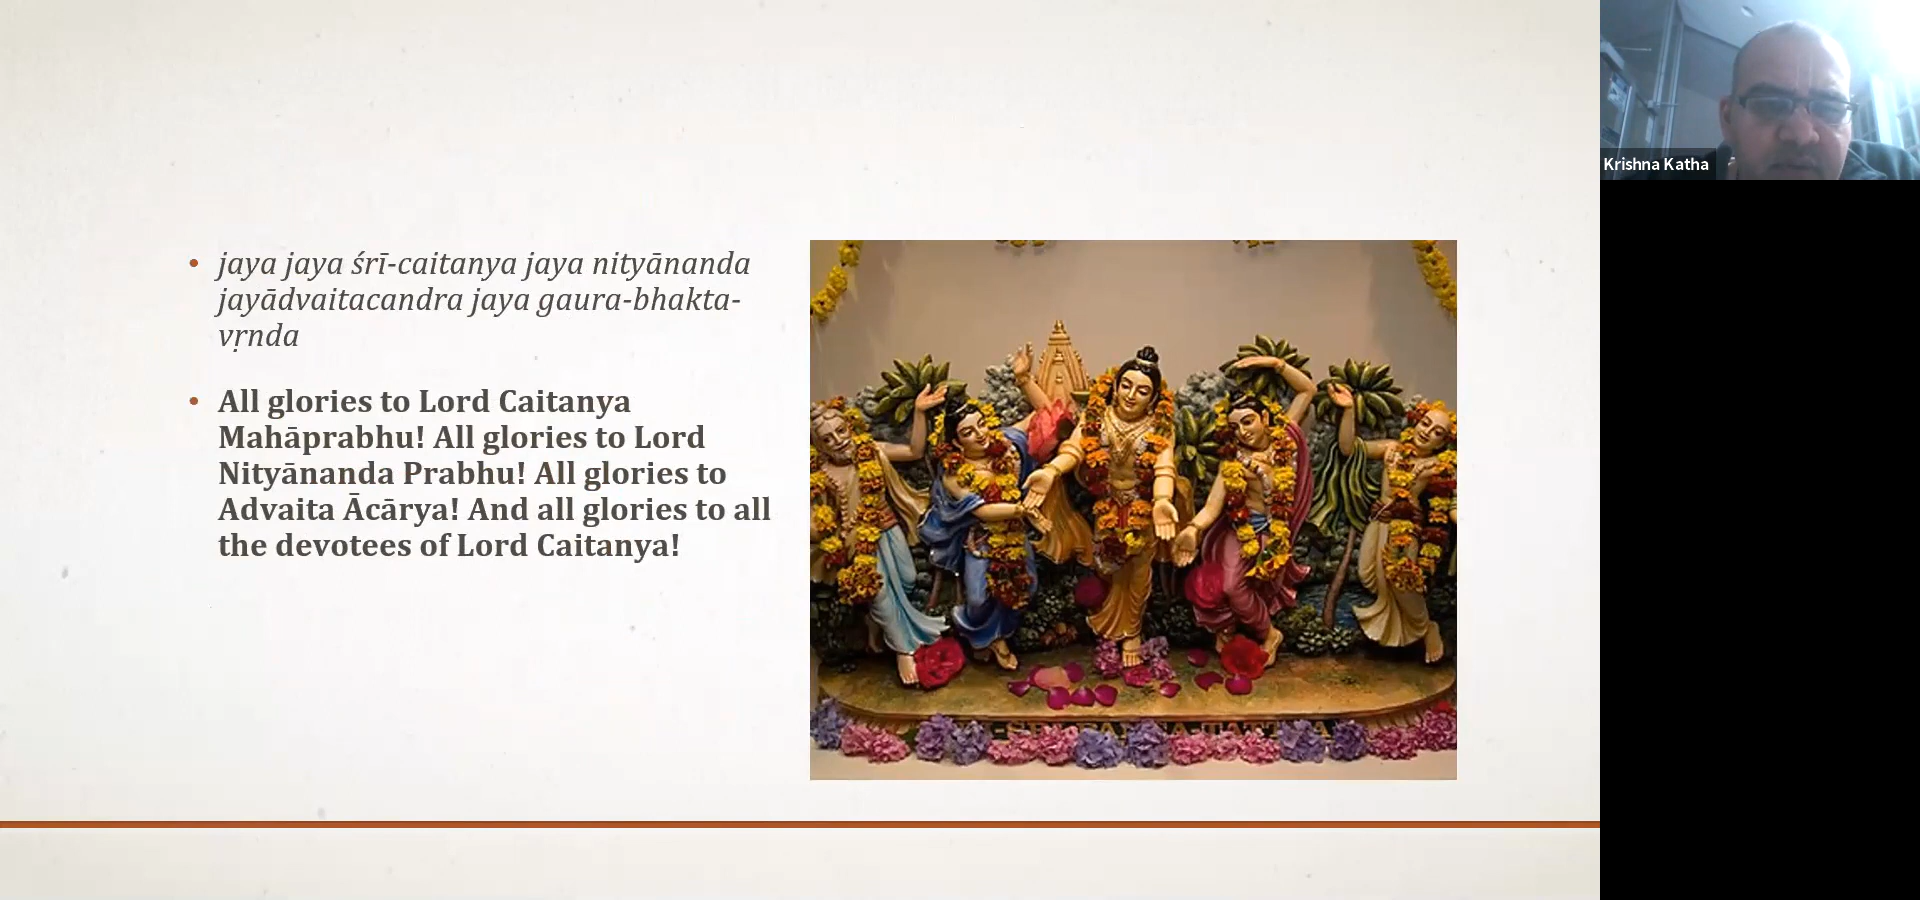 jaya jaya śrī-caitanya jaya nityānanda
jayādvaitacandra jaya gaura-bhakta-
vṛnda
All glories to Lord Caitanya
Mahāprabhu! All glories to Lord
Nityānanda Prabhu! All glories to
Advaita Ācārya! And all glories to all
the devotees of Lord Caitanya!
Krishna Katha